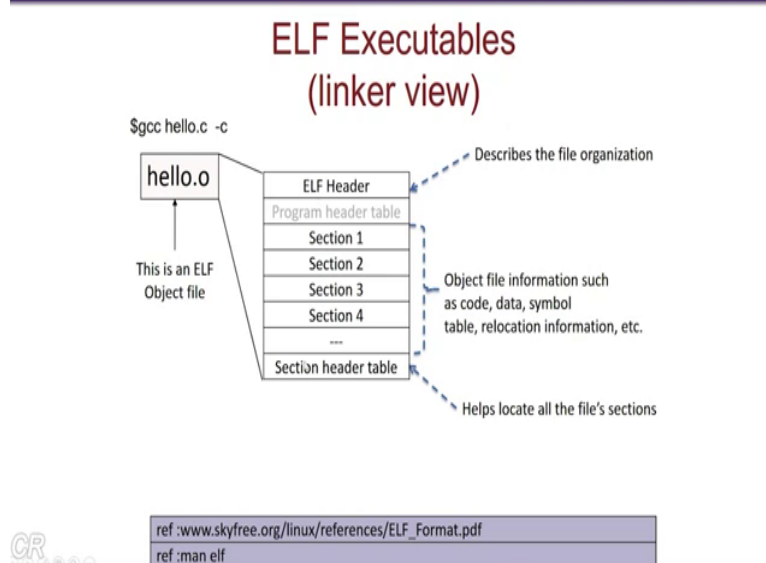 ELF Executables
(linker view)
$gcc hello.c -c
hello.o
This is an ELF
Object file
ELF Header
Program header table
Section 1
Section 2
Section 3
Section 4
---
Section header table
Describes the file organization
Object file information such
as code, data, symbol
table, relocation information, etc.
Helps locate all the file's sections
ref :www.skyfree.org/linux/references/ELF_Format.pdf
ref :man elf
CR